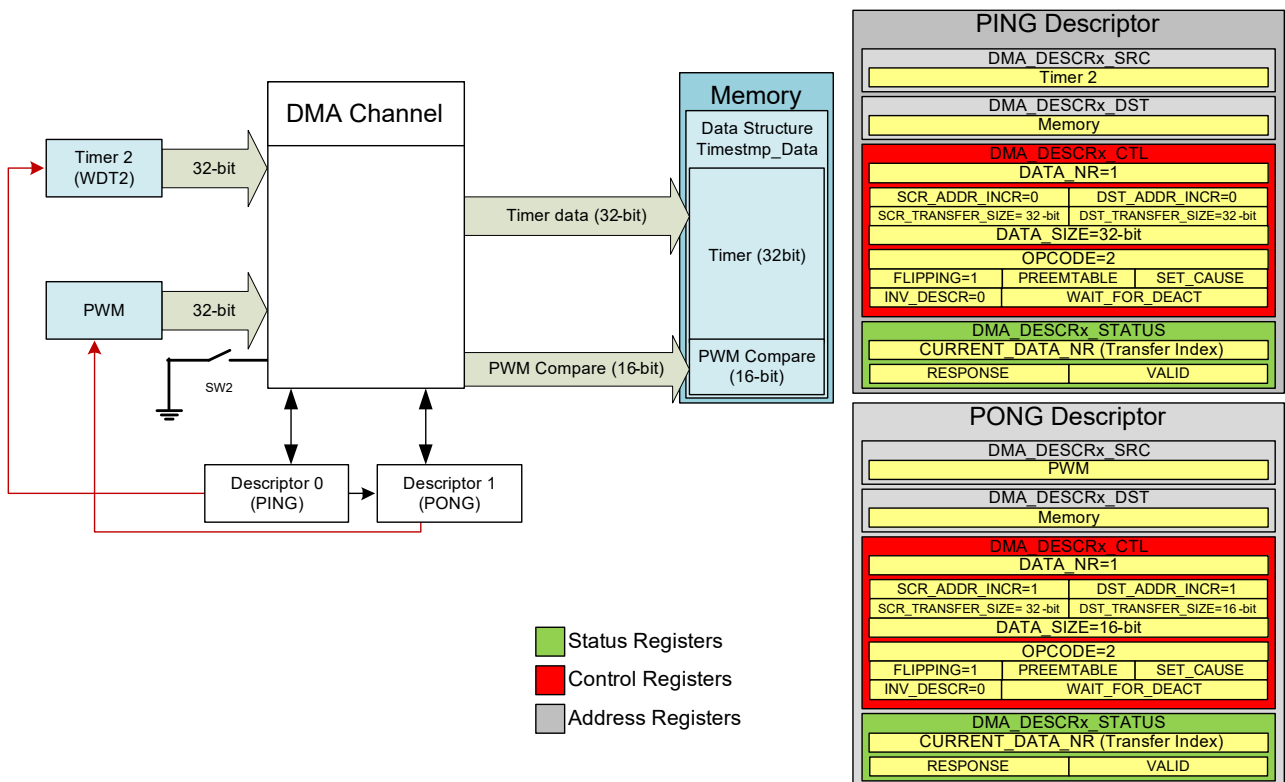 DMA Channel
Timer 2
(WDT2)
32-bit
PWM
32-bit
SW2
Timer data (32-bit)
PWM Compare (16-bit)
Memory
Data Structure
Timestmp_Data
Timer (32bit)
PWM Compare
(16-bit)
Descriptor 0
(PING)
Descriptor 1
(PONG)
Status Registers
Control Registers
Address Registers
PING Descriptor
DMA_DESCRx_SRC
Timer 2
DMA_DESCRx_DST
Memory
DMA_DESCRx_CTL
DATA_NR=1
SCR_ADDR_INCR=0 DST_ADDR_INCR=0
SCR_TRANSFER_SIZE= 32-bit DST_TRANSFER_SIZE=32-bit
DATA_SIZE=32-bit
OPCODE=2
FLIPPING=1 PREEMTABLE SET_CAUSE
INV_DESCR=0 WAIT_FOR_DEACT
DMA_DESCRx_STATUS
CURRENT_DATA_NR (Transfer Index)
RESPONSE VALID
PONG Descriptor
DMA_DESCRx_SRC
PWM
DMA_DESCRx_DST
Memory
DMA_DESCRx_CTL
DATA_NR=1
SCR_ADDR_INCR=1 DST_ADDR_INCR=1
SCR_TRANSFER_SIZE= 32-bit DST_TRANSFER_SIZE=16-bit
DATA_SIZE=16-bit
OPCODE=2
FLIPPING=1 PREEMTABLE SET_CAUSE
INV_DESCR=0 WAIT_FOR_DEACT
DMA_DESCRx_STATUS
CURRENT_DATA_NR (Transfer Index)
RESPONSE VALID